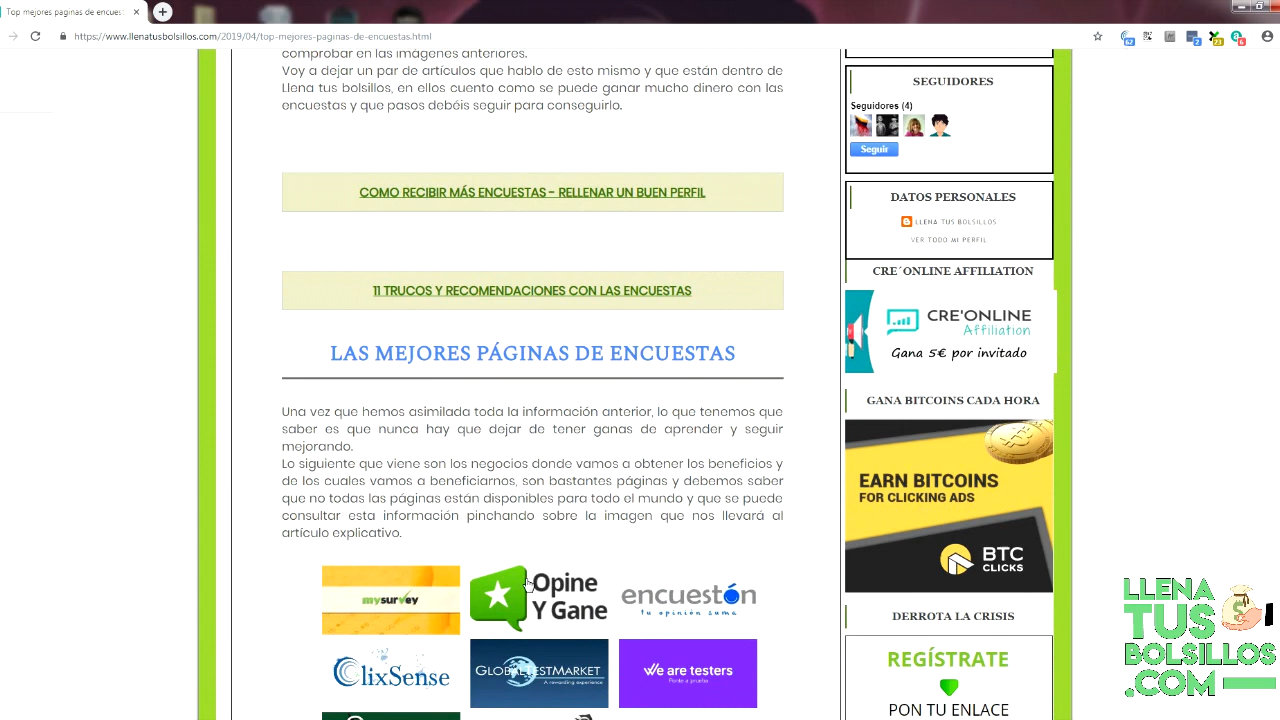 Top mejores paginas de encues
https://www.llenatusbolsillos.com/2019/04/top-mejores-paginas-de-encuestas.html
62
2
23
6
comprobar en las imágenes anteriores.
Voy a dejar un par de artículos que hablo de esto mismo y que están dentro de
Llena tus bolsillos, en ellos cuento como se puede ganar mucho dinero con las
encuestas y que pasos debéis seguir para conseguirlo.
COMO RECIBIR MÁS ENCUESTAS - RELLENAR UN BUEN PERFIL
11 TRUCOS Y RECOMENDACIONES CON LAS ENCUESTAS
LAS MEJORES PÁGINAS DE ENCUESTAS
Una vez que hemos asimilada toda la información anterior, lo que tenemos que
saber es que nunca hay que dejar de tener ganas de aprender y seguir
mejorando.
Lo siguiente que viene son los negocios donde vamos a obtener los beneficios y
de los cuales vamos a beneficiarnos, son bastantes páginas y debemos saber
que no todas las páginas están disponibles para todo el mundo y que se puede
consultar esta información pinchando sobre la imagen que nos llevará al
artículo explicativo.
mysurvey
Opine
Y Gane
encuestón
tu opinión suma
ClixSense
GLOBALTESTMARKET
A rewarding experience
We are testers
Ponte a prueba
SEGUIDORES
Seguidores (4)
Seguir
DATOS PERSONALES
LLENA TUS BOLSILLOS
VER TODO MI PERFIL
CRE´ONLINE AFFILIATION
CRE'ONLINE
Affiliation
Gana 5€ por invitado
GANA BITCOINS CADA HORA
EARN BITCOINS
FOR CLICKING ADS
BTC
CLICKS
DERROTA LA CRISIS
REGÍSTRATE
PON TU ENLACE
LLENA
TUS
BOLSILLOS
.COM